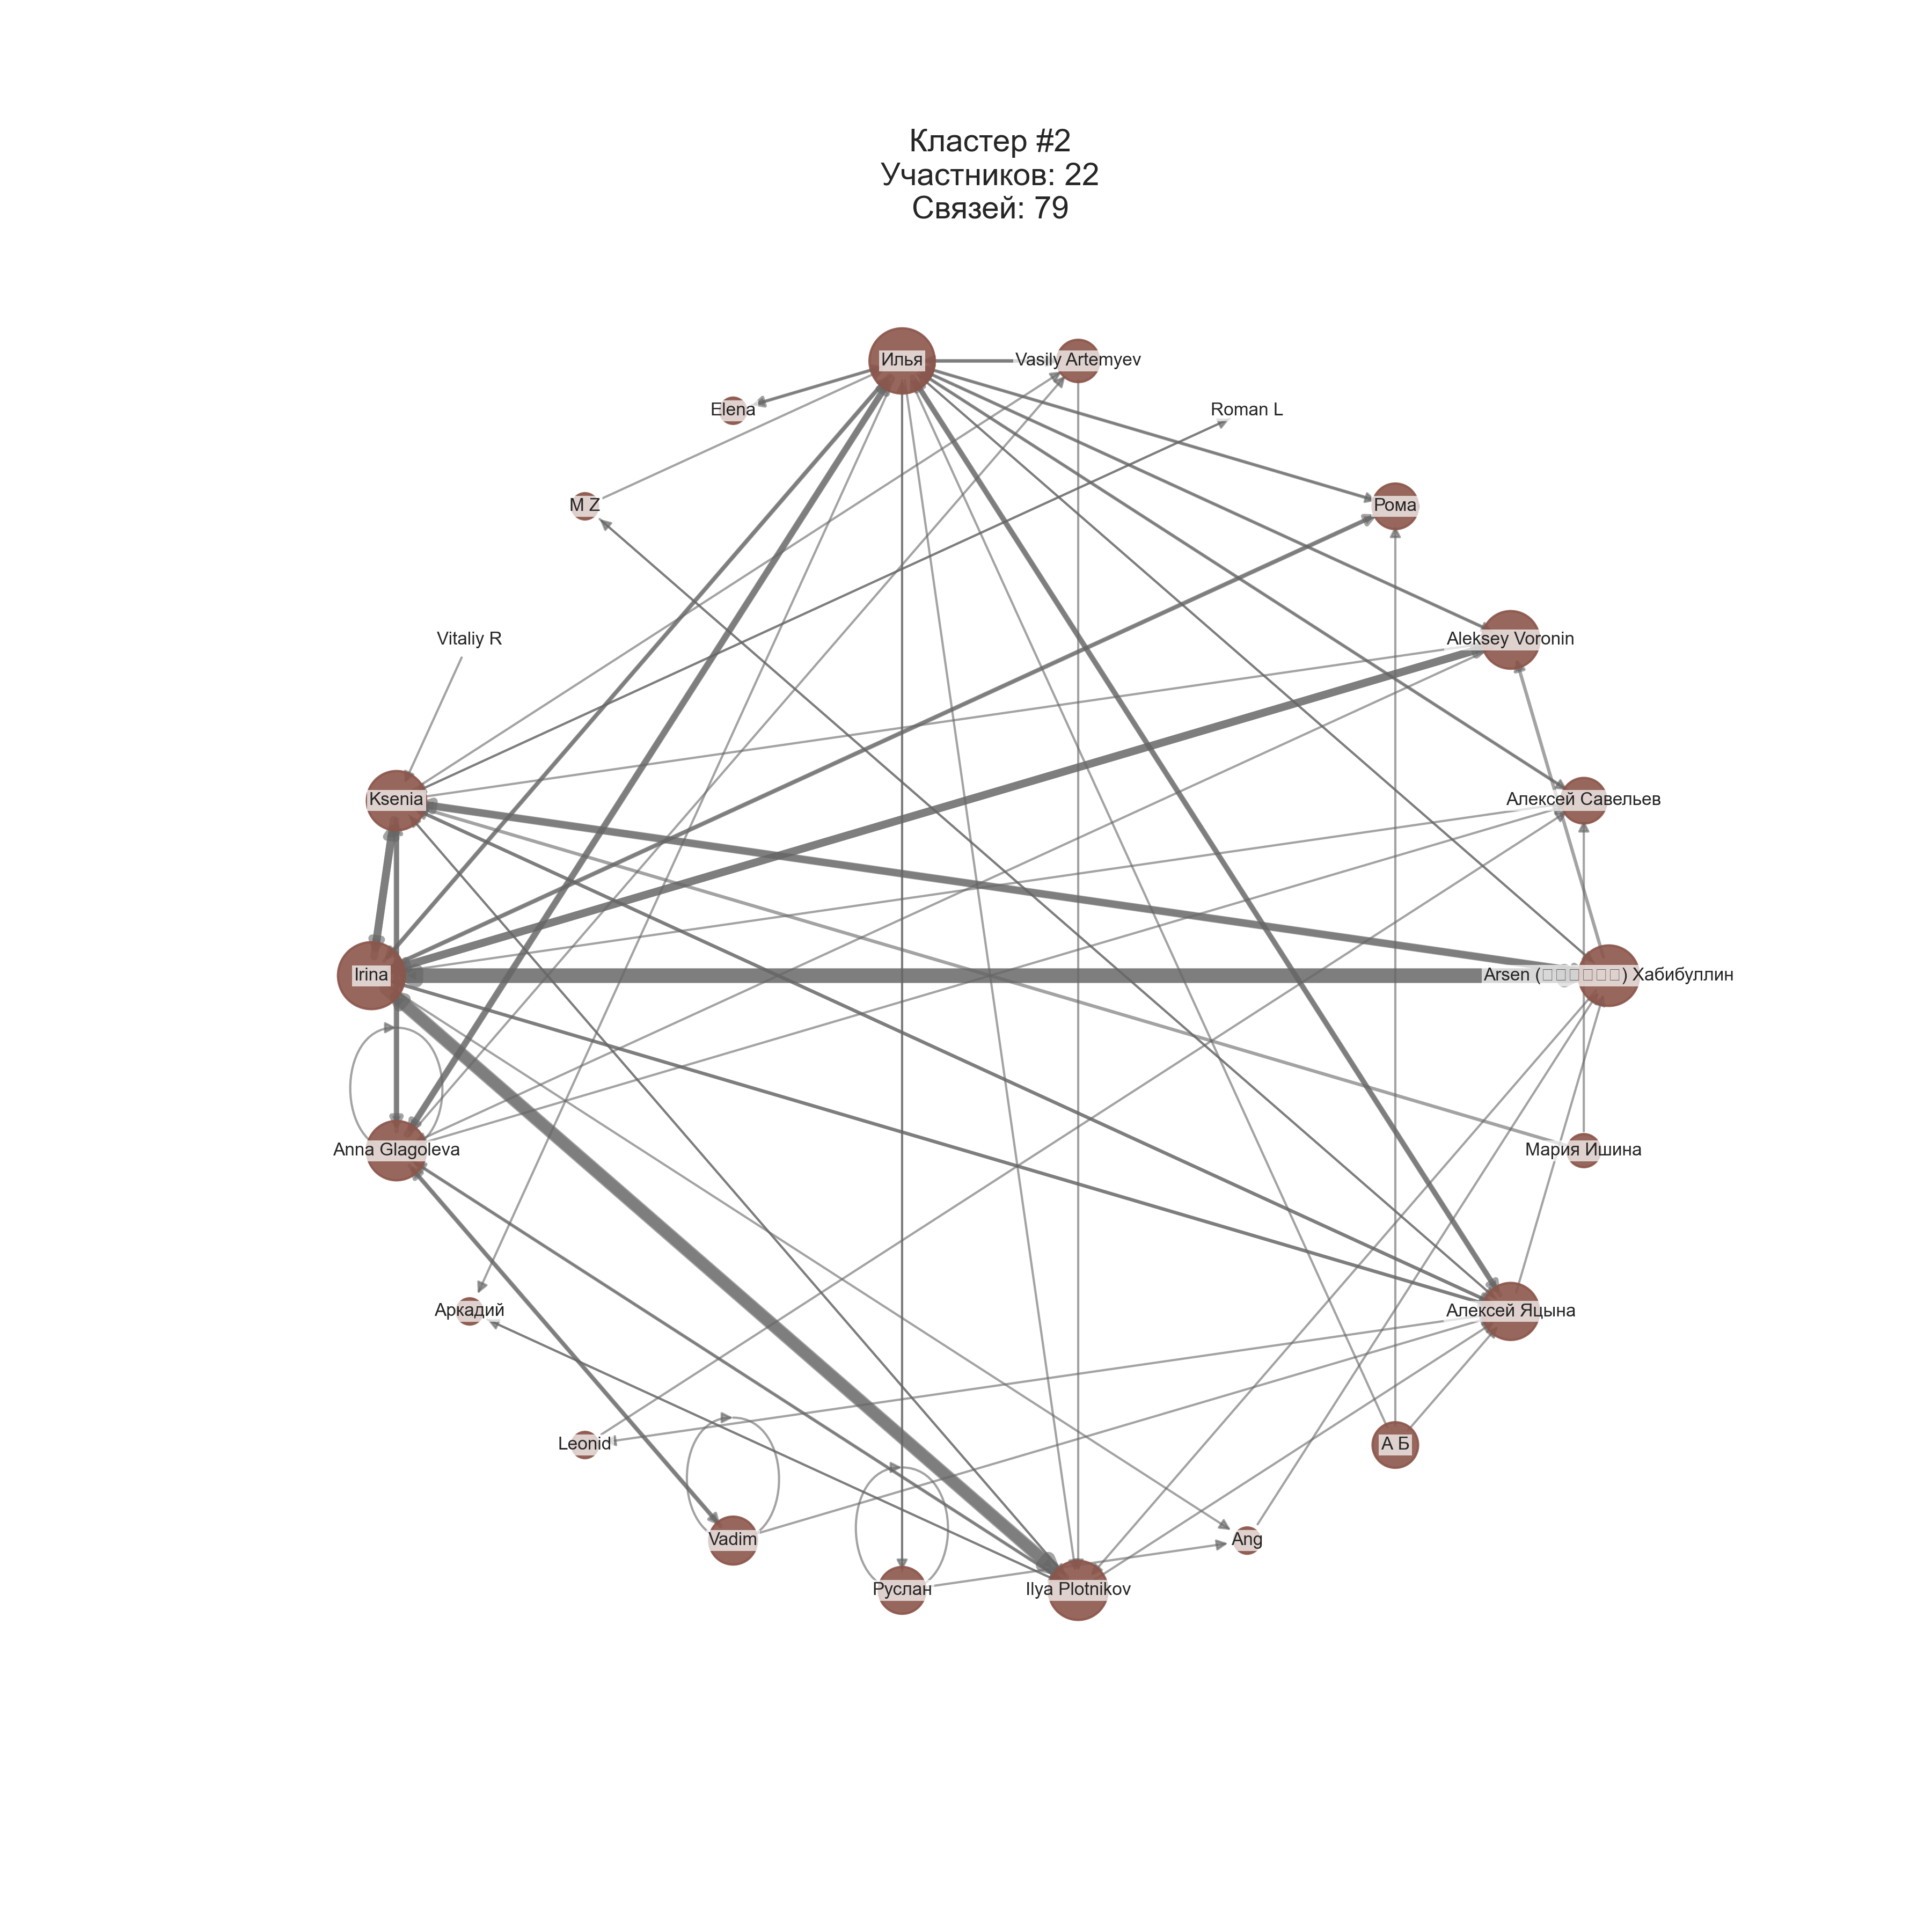 Кластер #2
Участников: 22
Связей: 79
Илья
Vasily Artemyev
Elena
Roman L
M Z
Рома
Vitaliy R
Aleksey Voronin
Ksenia
Алексей Савельев
Irina
Arsen (□□□□□□) Хабибуллин
Anna Glagoleva
Мария Ишина
Аркадий
Алексей Яцына
Leonid
А Б
Vadim
Ang
Руслан
Ilya Plotnikov